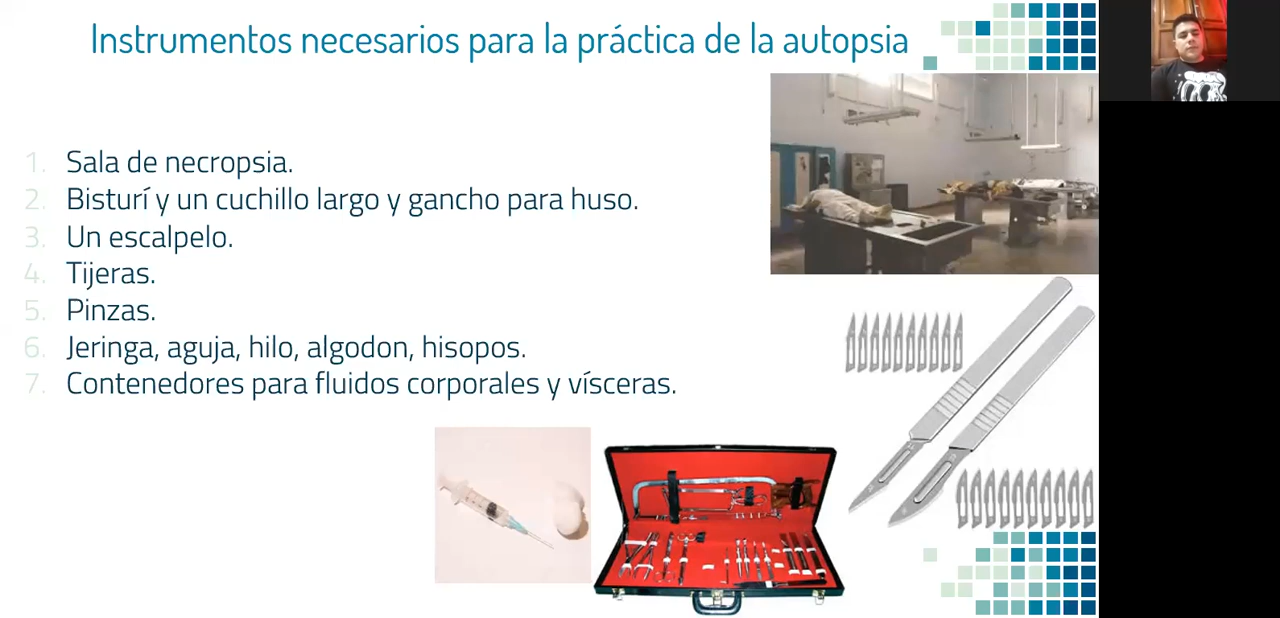 Instrumentos necesarios para la práctica de la autopsia
1. Sala de necropsia.
2. Bisturí y un cuchillo largo y gancho para huso.
3. Un escalpelo.
4. Tijeras.
5. Pinzas.
6. Jeringa, aguja, hilo, algodon, hisopos.
7. Contenedores para fluidos corporales y vísceras.